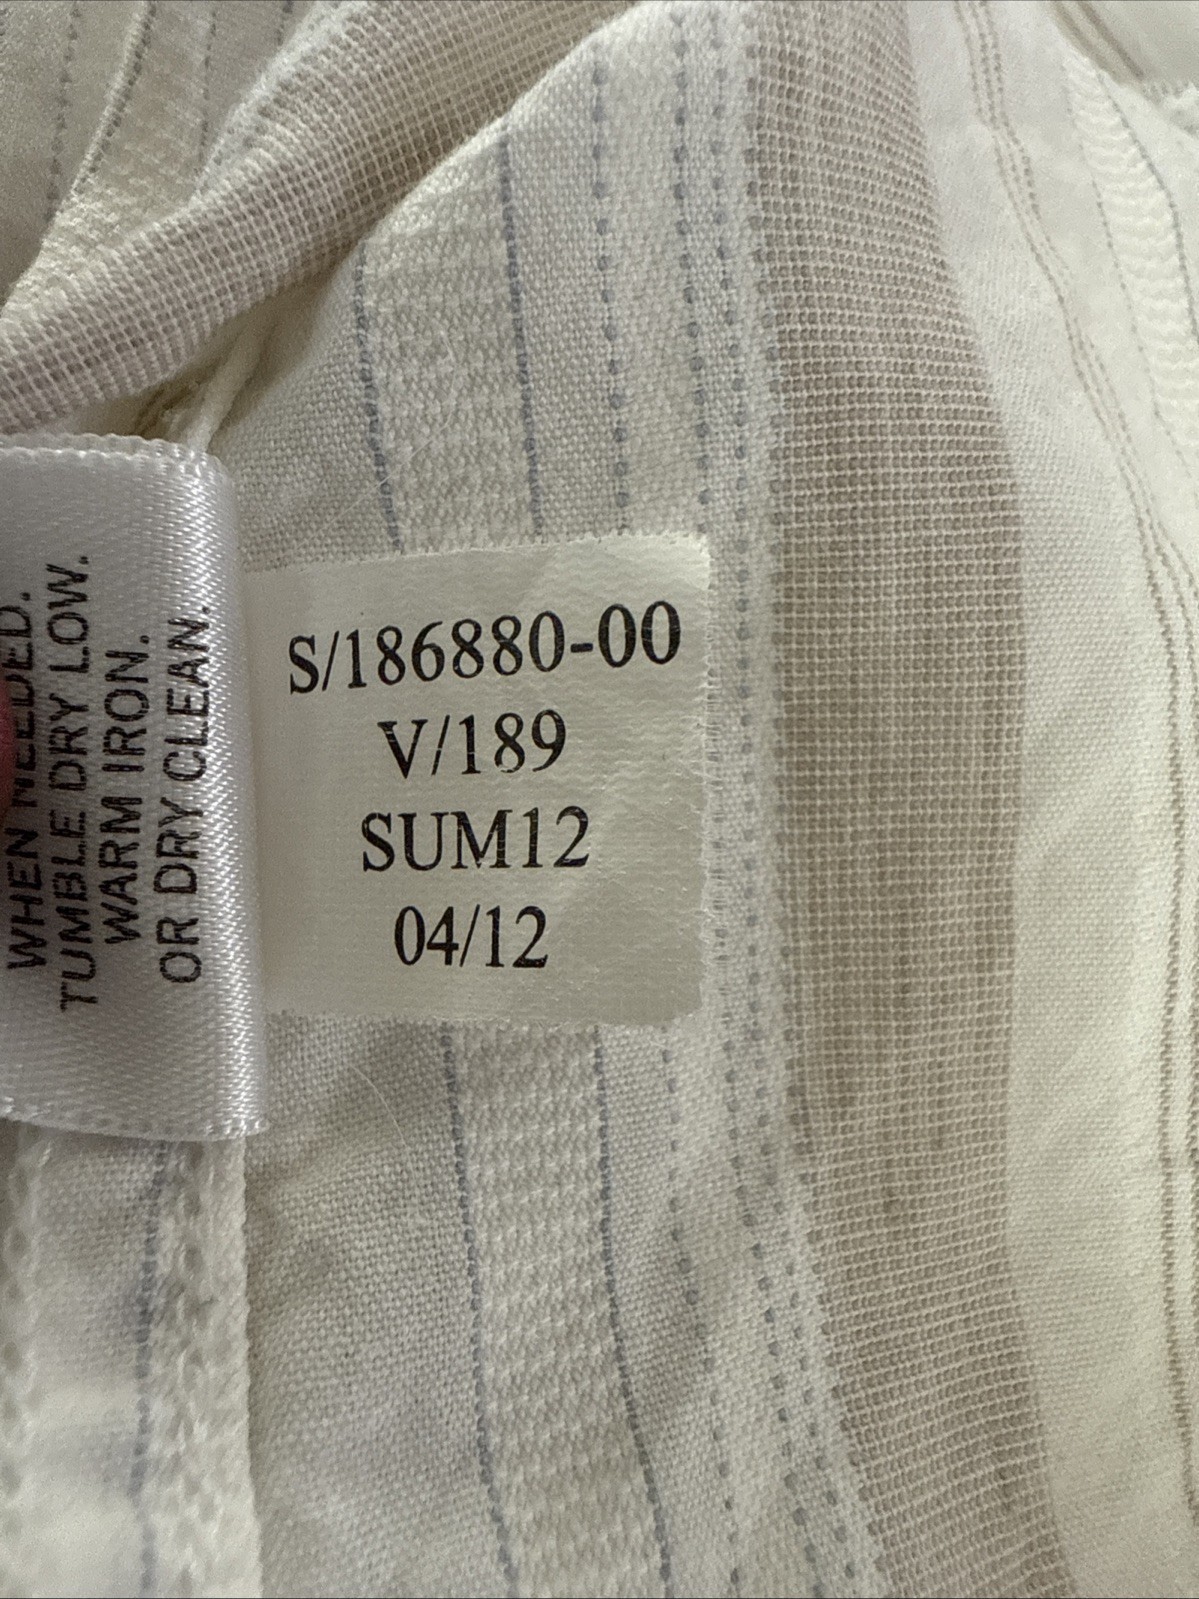 WHEN NEEDED.
TUMBLE DRY LOW.
WARM IRON.
OR DRY CLEAN.
S/186880-00
V/189
SUM12
04/12